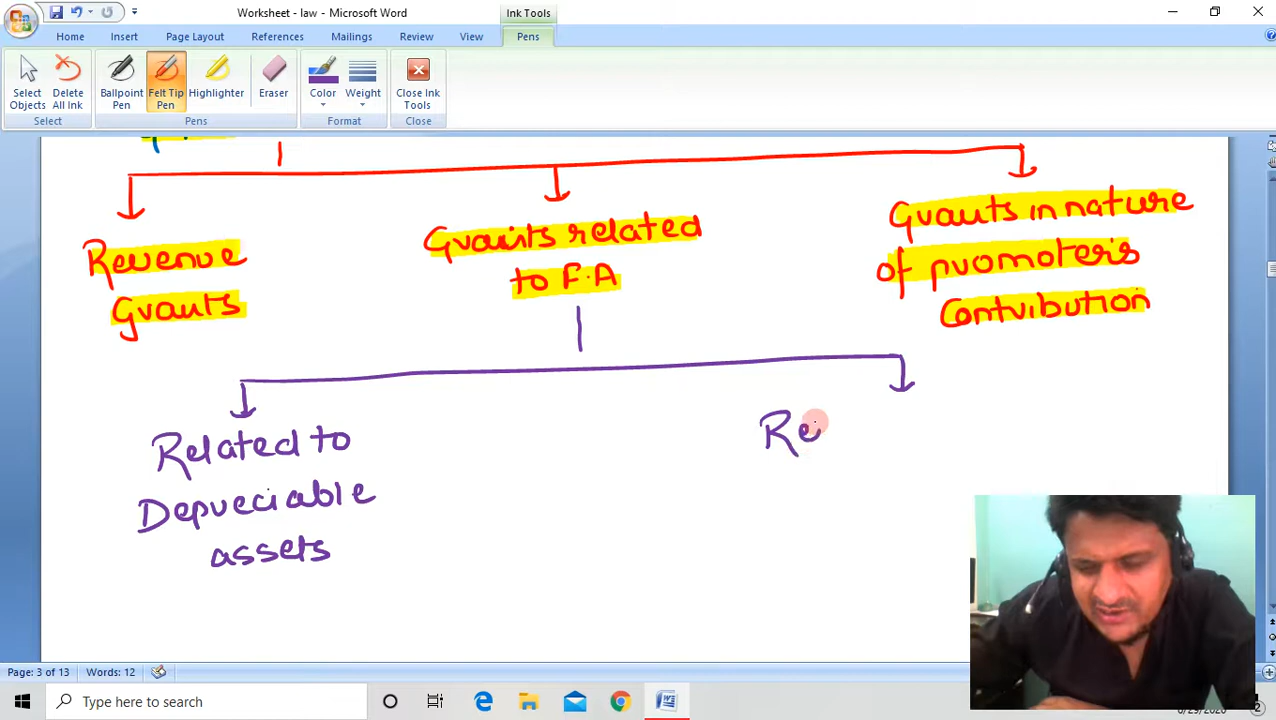 Worksheet - law - Microsoft Word
Ink Tools
Home
Insert
Page Layout
References
Mailings
Review
View
Pens
Select Objects
Delete All Ink
Ballpoint Pen
Felt Tip Pen
Highlighter
Eraser
Color
Weight
Close Ink Tools
Select
Pens
Format
Close
Revenue
Grants
Grants related
to F.A
Grants in nature
of promoter's
Contribution
Related to
Depreciable
assets
Re
Page: 3 of 13
Words: 12
Type here to search